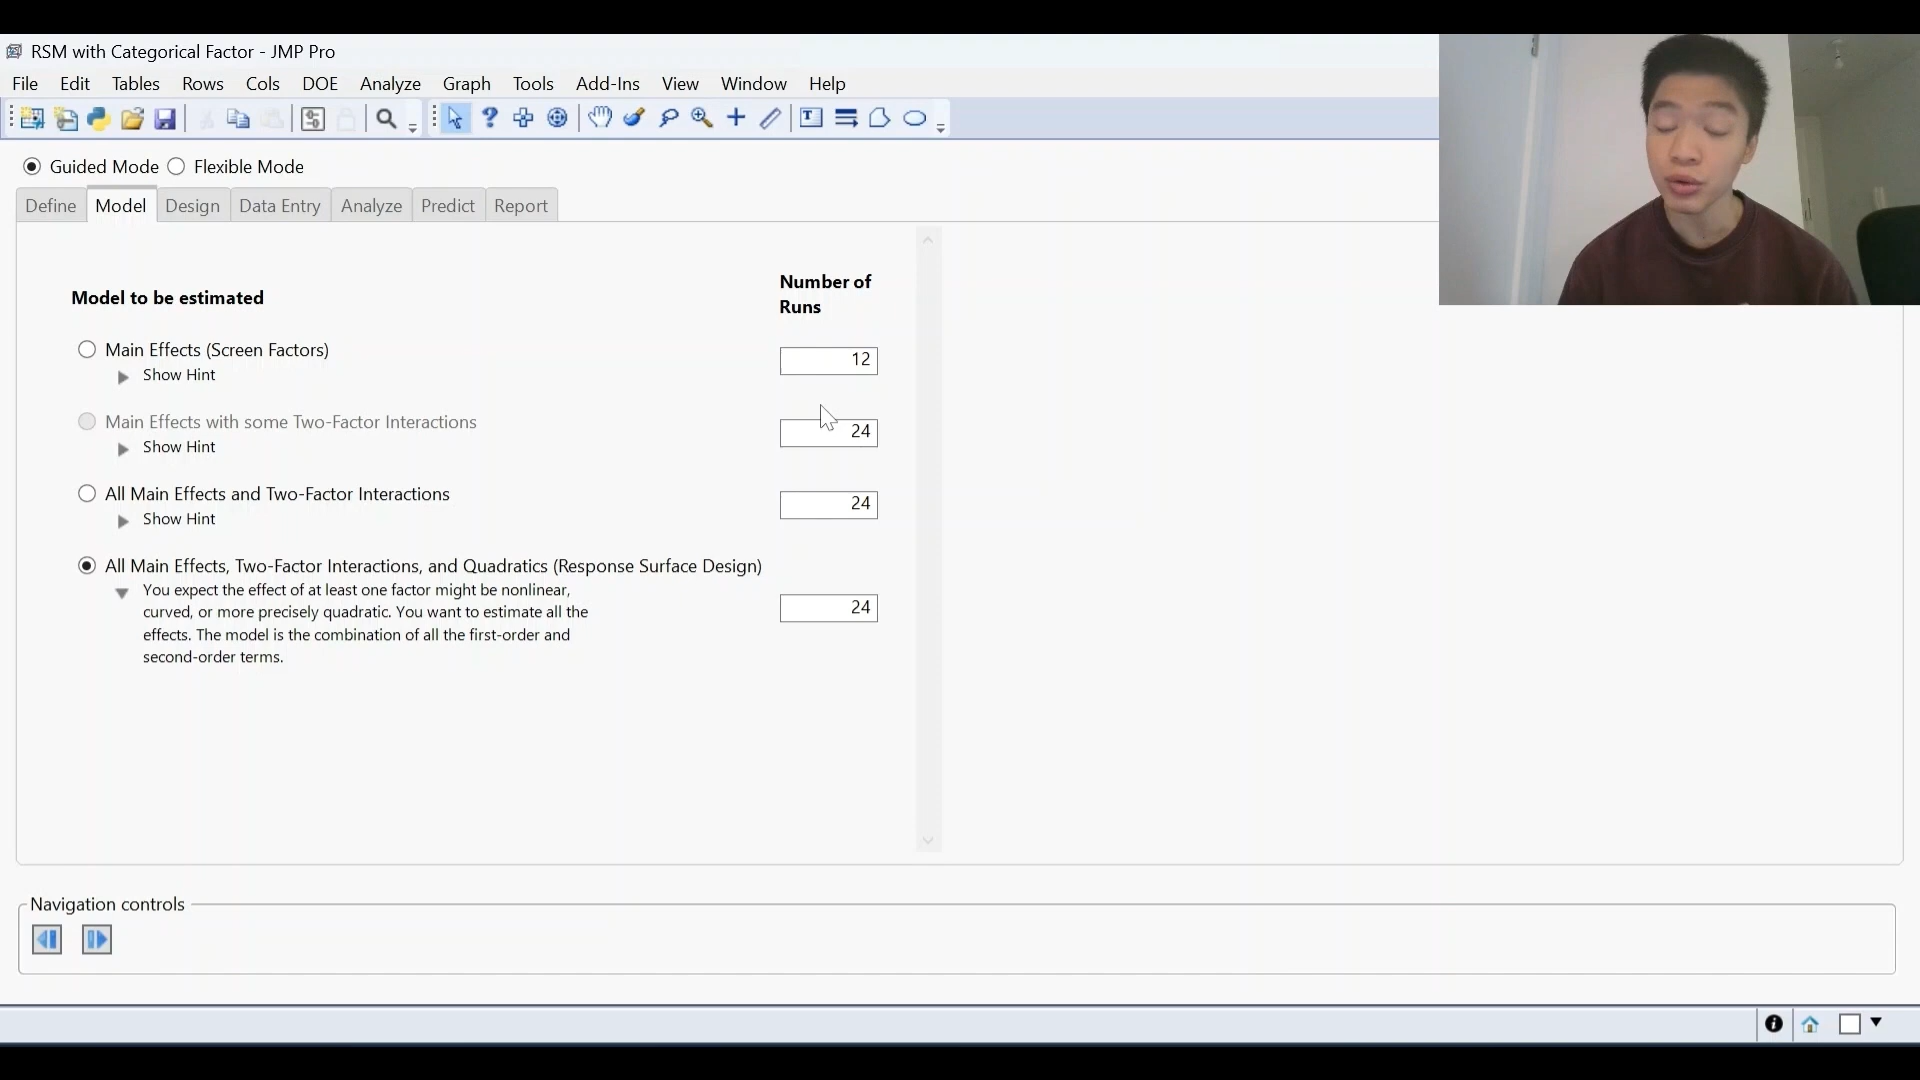 RSM with Categorical Factor - JMP Pro
File Edit Tables Rows Cols DOE Analyze Graph Tools Add-Ins View Window Help
Guided Mode Flexible Mode
Define Model Design Data Entry Analyze Predict Report
Number of
Runs
Model to be estimated
Main Effects (Screen Factors) 12
Show Hint
Main Effects with some Two-Factor Interactions 24
Show Hint
All Main Effects and Two-Factor Interactions 24
Show Hint
All Main Effects, Two-Factor Interactions, and Quadratics (Response Surface Design)
You expect the effect of at least one factor might be nonlinear,
curved, or more precisely quadratic. You want to estimate all the 24
effects. The model is the combination of all the first-order and
second-order terms.
Navigation controls